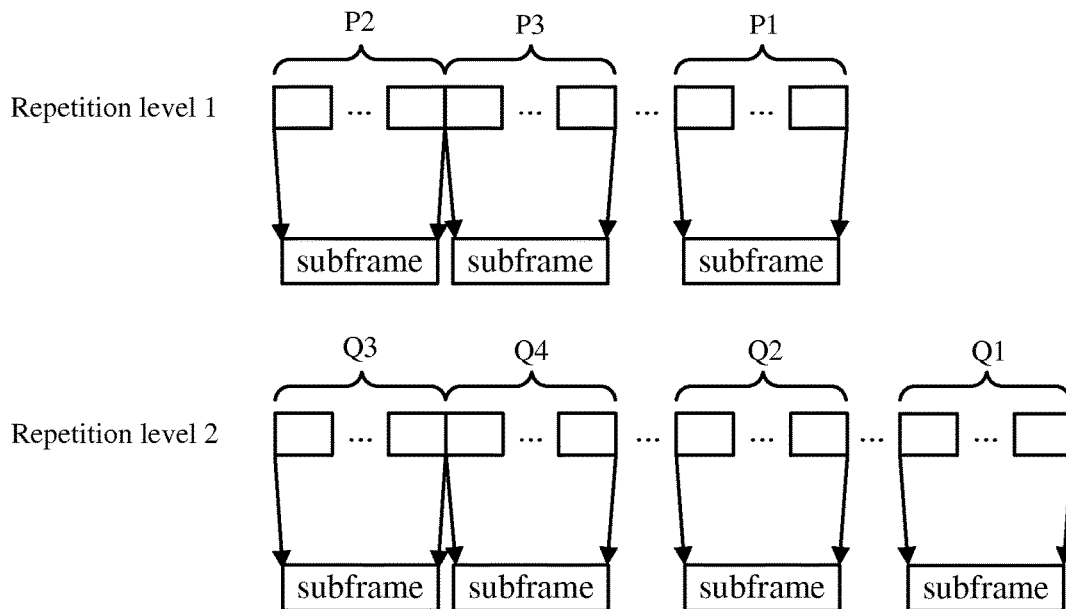 P2 P3 P1
Repetition level 1 ... ... ... ...
subframe subframe subframe
Q3 Q4 Q2 Q1
Repetition level 2 ... ... ... ... ... ...
subframe subframe subframe subframe